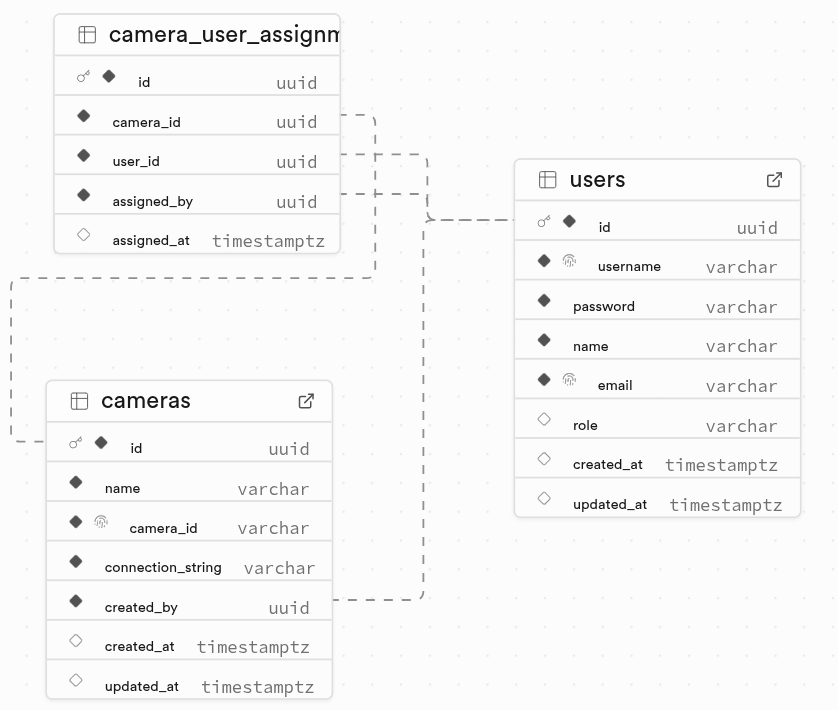 camera_user_assignm
id uuid
camera_id uuid
user_id uuid
assigned_by uuid
assigned_at timestamptz
users
id uuid
username varchar
password varchar
name varchar
email varchar
role varchar
created_at timestamptz
updated_at timestamptz
cameras
id uuid
name varchar
camera_id varchar
connection_string varchar
created_by uuid
created_at timestamptz
updated_at timestamptz